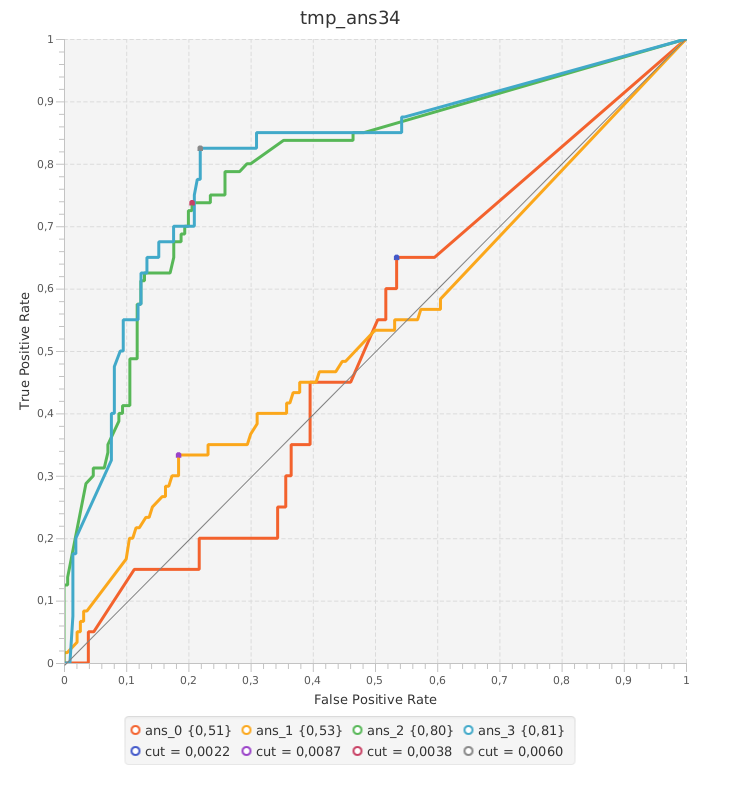 tmp_ans34
1
0,9
0,8
0,7
0,6
0,5
0,4
0,3
0,2
0,1
0
True Positive Rate
0 0,1 0,2 0,3 0,4 0,5 0,6 0,7 0,8 0,9 1
False Positive Rate
ans_0 {0,51} ans_1 {0,53} ans_2 {0,80} ans_3 {0,81}
cut = 0,0022 cut = 0,0087 cut = 0,0038 cut = 0,0060